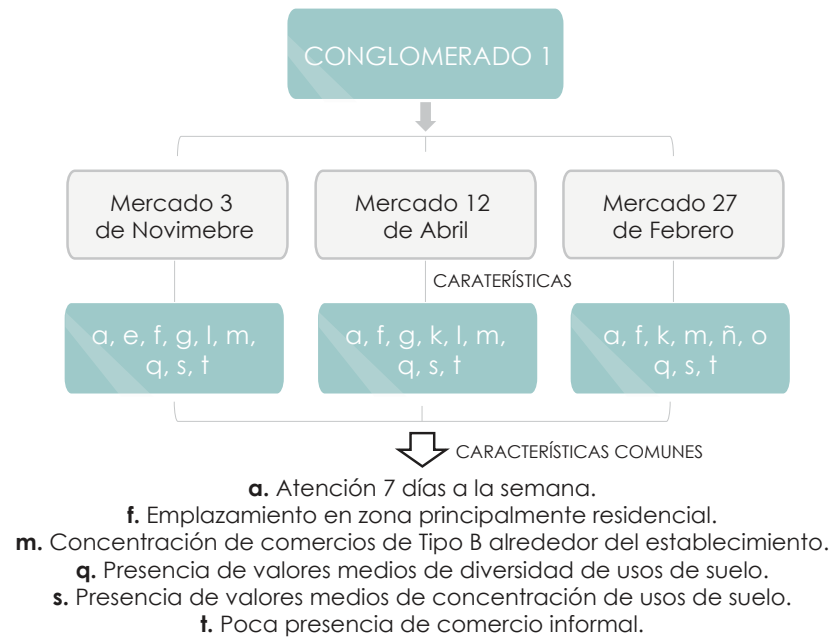 CONGLOMERADO 1
Mercado 3
de Novimebre
Mercado 12
de Abril
Mercado 27
de Febrero
CARATERÍSTICAS
a, e, f, g, l, m,
q, s, t
a, f, g, k, l, m,
q, s, t
a, f, k, m, ñ, o
q, s, t
CARACTERÍSTICAS COMUNES
a. Atención 7 días a la semana.
f. Emplazamiento en zona principalmente residencial.
m. Concentración de comercios de Tipo B alrededor del establecimiento.
q. Presencia de valores medios de diversidad de usos de suelo.
s. Presencia de valores medios de concentración de usos de suelo.
t. Poca presencia de comercio informal.